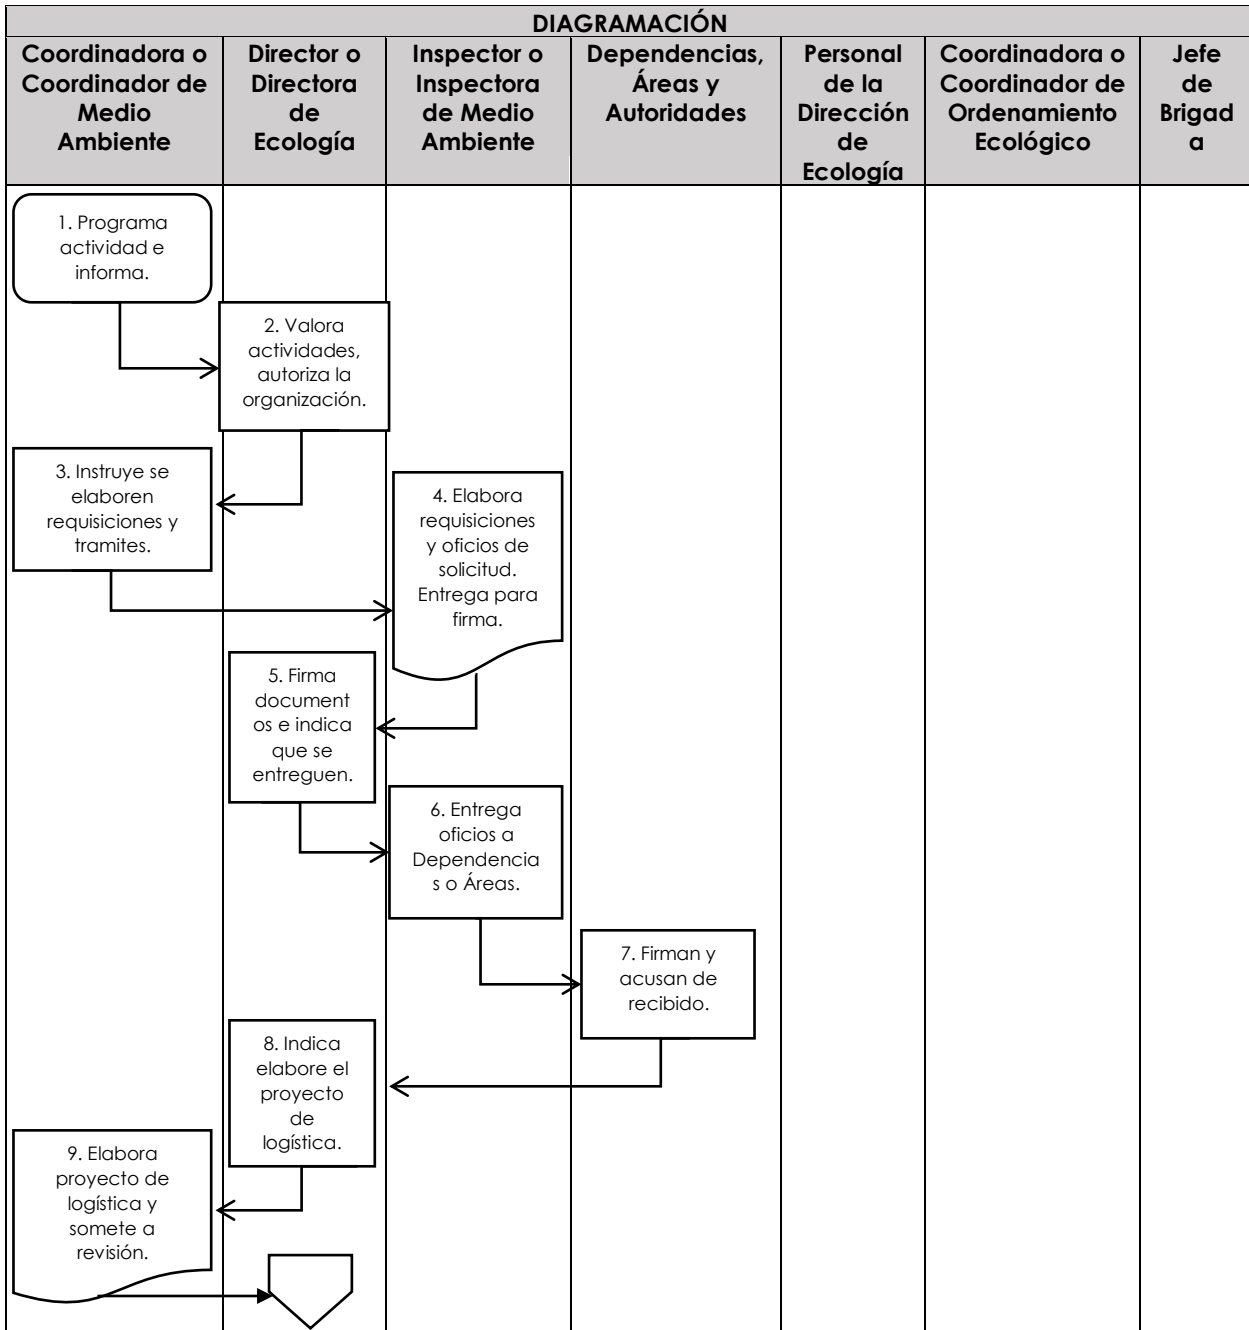 DIAGRAMACIÓN
Coordinadora o
Coordinador de
Medio
Ambiente
Director o
Directora
de
Ecología
Inspector o
Inspectora
de Medio
Ambiente
Dependencias,
Áreas y
Autoridades
Personal
de la
Dirección
de
Ecología
Coordinadora o
Coordinador de
Ordenamiento
Ecológico
Jefe
de
Brigad
a
1. Programa
actividad e
informa.
2. Valora
actividades,
autoriza la
organización.
3. Instruye se
elaboren
requisiciones y
tramites.
4. Elabora
requisiciones
y oficios de
solicitud.
Entrega para
firma.
5. Firma
document
os e indica
que se
entreguen.
6. Entrega
oficios a
Dependencia
s o Áreas.
7. Firman y
acusan de
recibido.
8. Indica
elabore el
proyecto
de
logística.
9. Elabora
proyecto de
logística y
somete a
revisión.